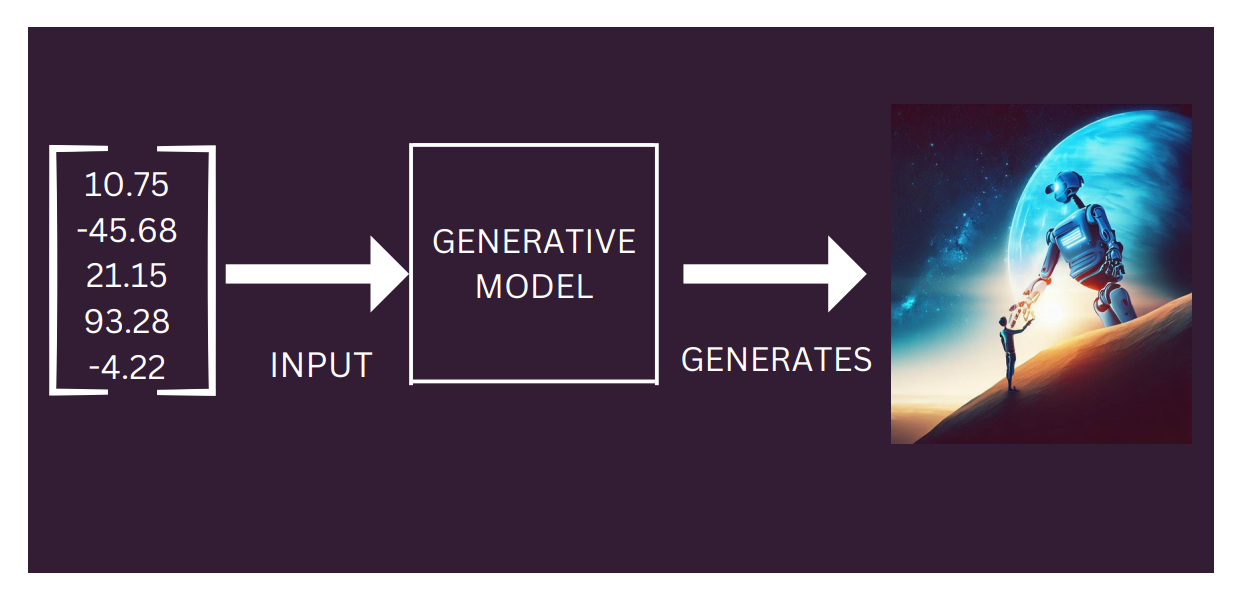 10.75
-45.68
21.15
93.28
-4.22
INPUT
GENERATIVE
MODEL
GENERATES